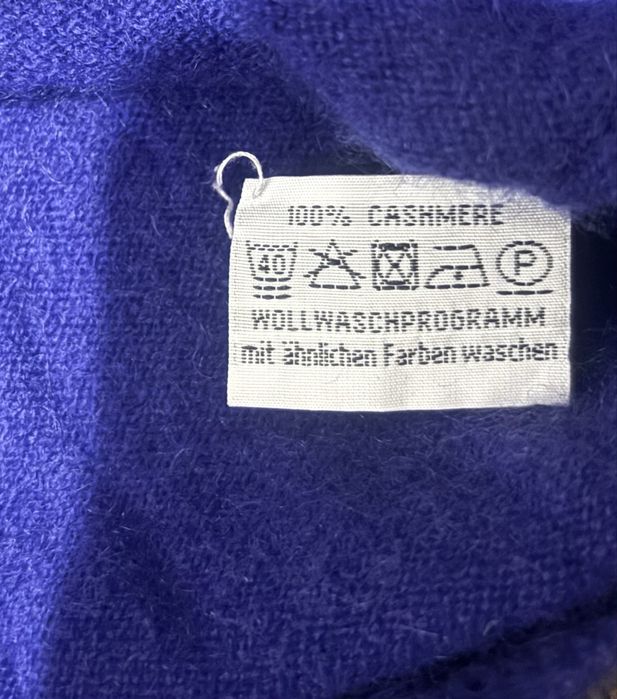 100% CASHMERE
40 P
WOLLWASCHPROGRAMM
mit ähnlichen Farben waschen